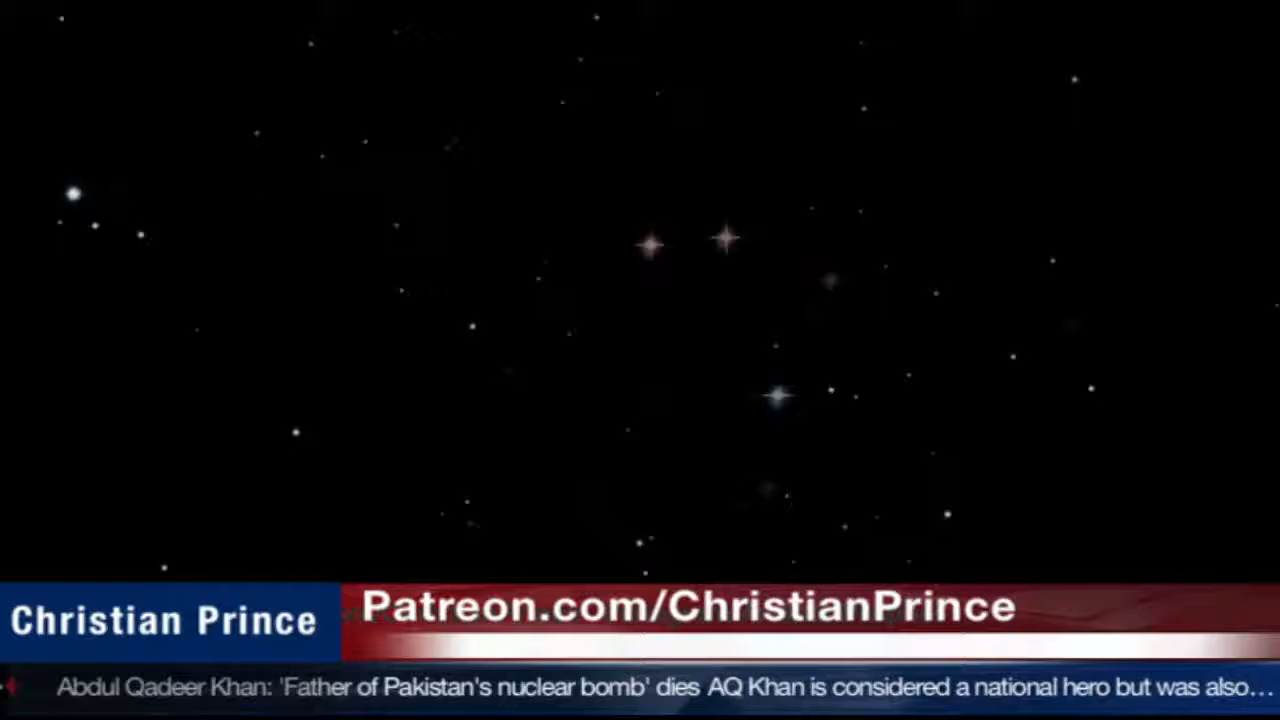 Christian Prince
Patreon.com/ChristianPrince
Abdul Qadeer Khan: 'Father of Pakistan's nuclear bomb' dies AQ Khan is considered a national hero but was also...